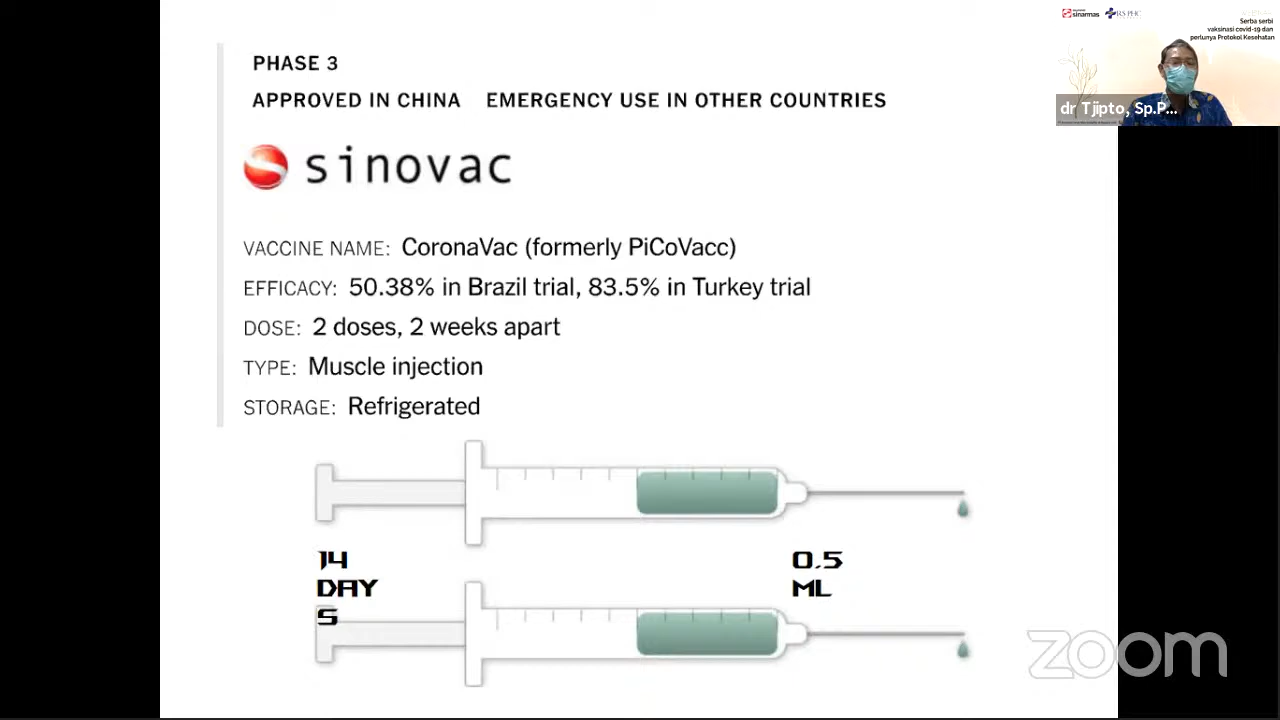 PHASE 3
APPROVED IN CHINA EMERGENCY USE IN OTHER COUNTRIES
sinovac
VACCINE NAME: CoronaVac (formerly PiCoVacc)
EFFICACY: 50.38% in Brazil trial, 83.5% in Turkey trial
DOSE: 2 doses, 2 weeks apart
TYPE: Muscle injection
STORAGE: Refrigerated
14
DAY
S
0.5
ML
sinarmas
RS PHC
Serba serbi
vaksinasi covid-19 dan
perlunya Protokol Kesehatan
dr Tjipto, Sp.P...
zoom